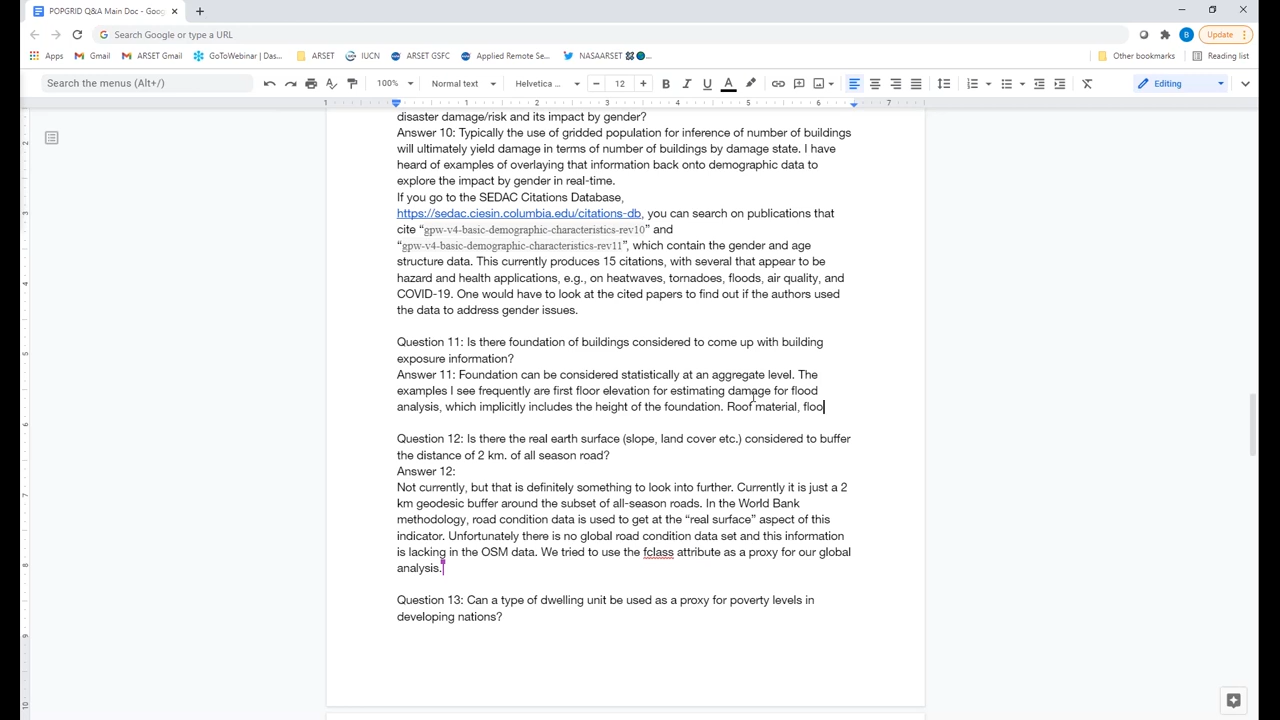 POPGRID Q&A Main Doc - Goog
Search Google or type a URL
B
Update
Apps
Gmail
ARSET Gmail
GoToWebinar | Das...
ARSET
IUCN
ARSET GSFC
Applied Remote Se...
NASAARSET
Other bookmarks
Reading list
Search the menus (Alt+/)
100%
Normal text
Helvetica ...
12
B I U A
Editing
1 1 2 3 4 5 6 7
disaster damage/risk and its impact by gender?
Answer 10: Typically the use of gridded population for inference of number of buildings
will ultimately yield damage in terms of number of buildings by damage state. I have
heard of examples of overlaying that information back onto demographic data to
explore the impact by gender in real-time.
If you go to the SEDAC Citations Database,
https://sedac.ciesin.columbia.edu/citations-db, you can search on publications that
cite “gpw-v4-basic-demographic-characteristics-rev10” and
“gpw-v4-basic-demographic-characteristics-rev11”, which contain the gender and age
structure data. This currently produces 15 citations, with several that appear to be
hazard and health applications, e.g., on heatwaves, tornadoes, floods, air quality, and
COVID-19. One would have to look at the cited papers to find out if the authors used
the data to address gender issues.
Question 11: Is there foundation of buildings considered to come up with building
exposure information?
Answer 11: Foundation can be considered statistically at an aggregate level. The
examples I see frequently are first floor elevation for estimating damage for flood
analysis, which implicitly includes the height of the foundation. Roof material, floo
Question 12: Is there the real earth surface (slope, land cover etc.) considered to buffer
the distance of 2 km. of all season road?
Answer 12:
Not currently, but that is definitely something to look into further. Currently it is just a 2
km geodesic buffer around the subset of all-season roads. In the World Bank
methodology, road condition data is used to get at the “real surface” aspect of this
indicator. Unfortunately there is no global road condition data set and this information
is lacking in the OSM data. We tried to use the fclass attribute as a proxy for our global
analysis.
Question 13: Can a type of dwelling unit be used as a proxy for poverty levels in
developing nations?
2
3
4
5
6
7
8
9
10